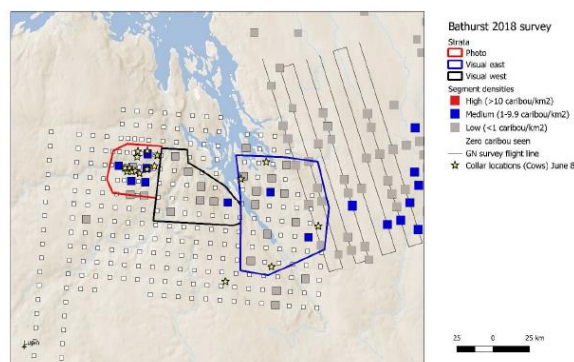 Bathurst 2018 survey
Strata
Photo
Visual east
Visual west
Segment densities
High (>10 caribou/km2)
Medium (1-9.9 caribou/km2)
Low (<1 caribou/km2)
Zero caribou seen
GN survey flight line
Collar locations (Cows) June 8
Lupin
25 0 25 km